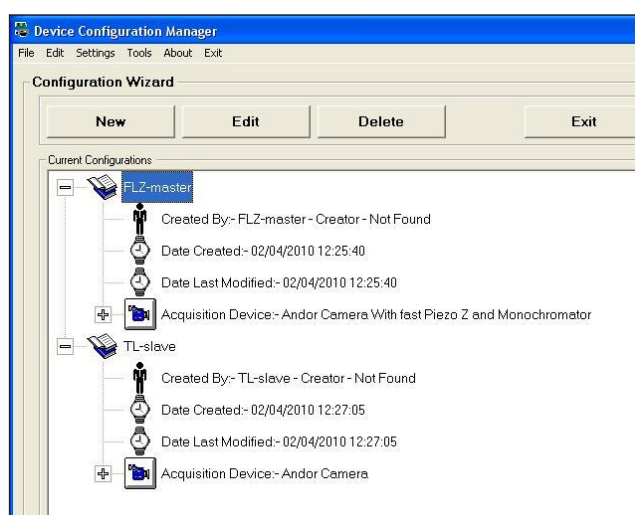 Device Configuration Manager
File Edit Settings Tools About Exit
Configuration Wizard
New Edit Delete Exit
Current Configurations
FLZ-master
Created By:- FLZ-master - Creator - Not Found
Date Created:- 02/04/2010 12:25:40
Date Last Modified:- 02/04/2010 12:25:40
Acquisition Device:- Andor Camera With fast Piezo Z and Monochromator
TL-slave
Created By:- TL-slave - Creator - Not Found
Date Created:- 02/04/2010 12:27:05
Date Last Modified:- 02/04/2010 12:27:05
Acquisition Device:- Andor Camera